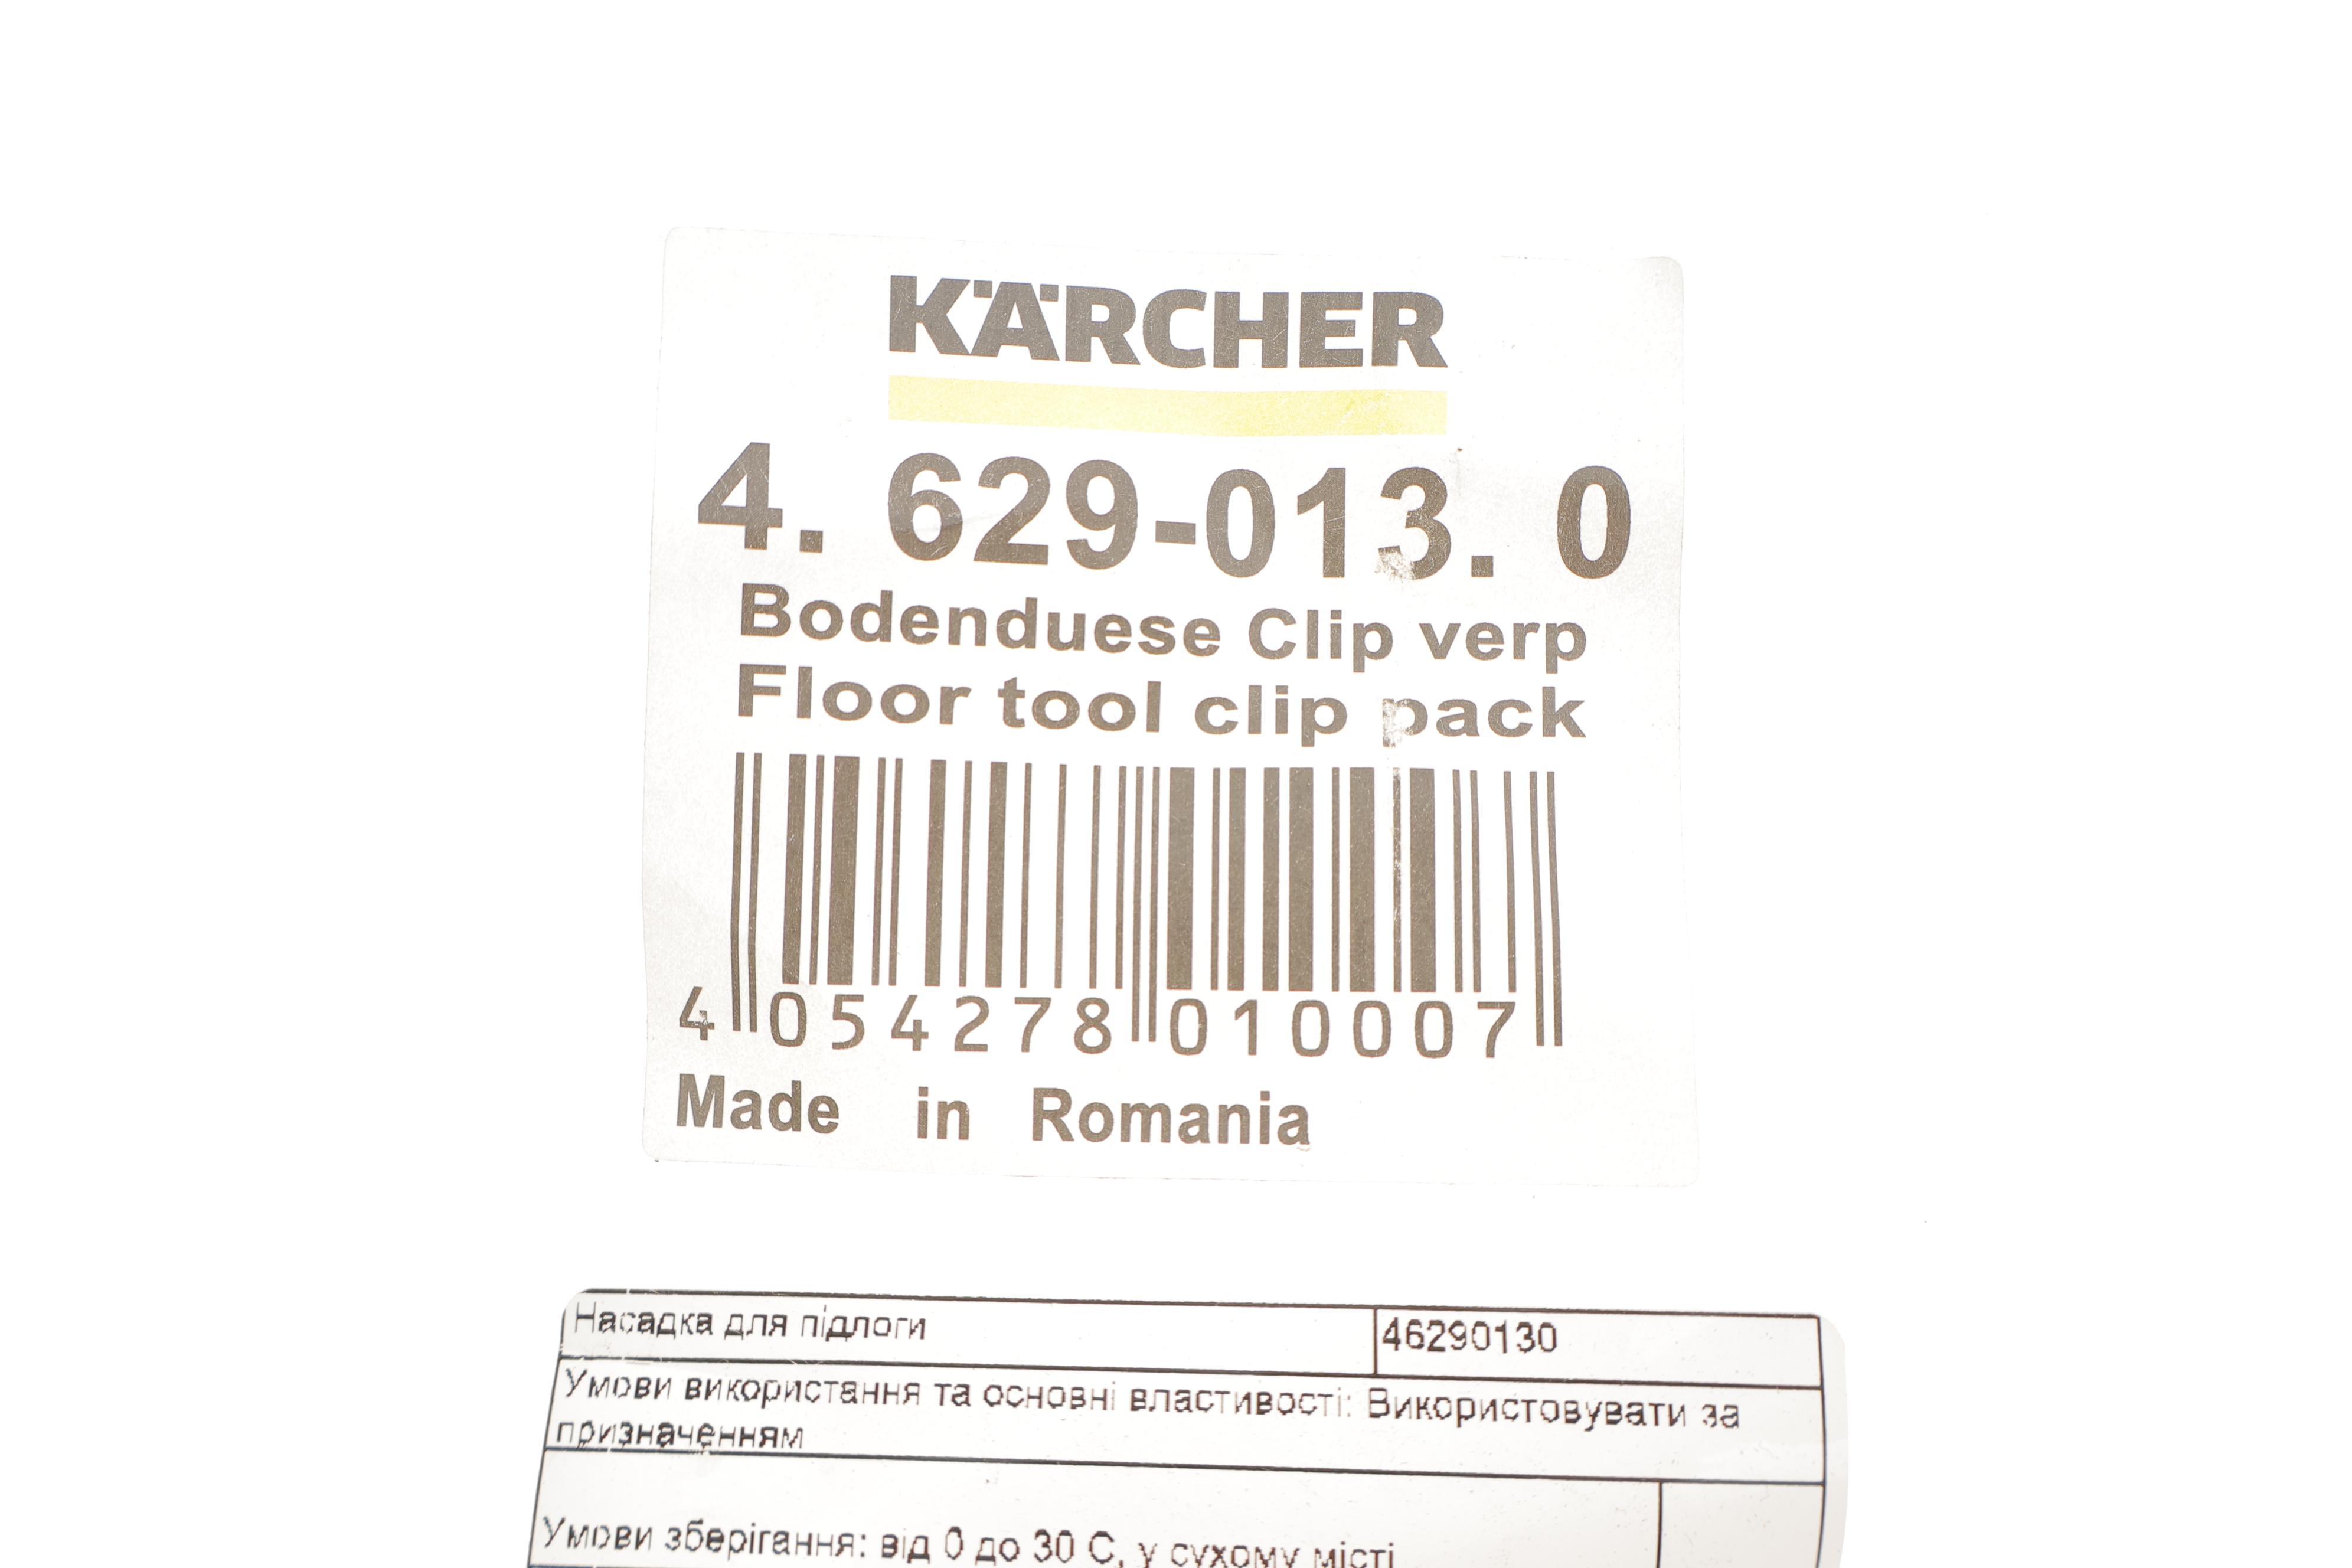 KÄRCHER
4. 629-013. 0
Bodenduese Clip verp
Floor tool clip pack
4 054278 010007
Made in Romania
Насадка для підлоги 46290130
Умови використання та основні властивості: Використовувати за
призначенням
Умови зберігання: від 0 до 30 С, у сухому місті